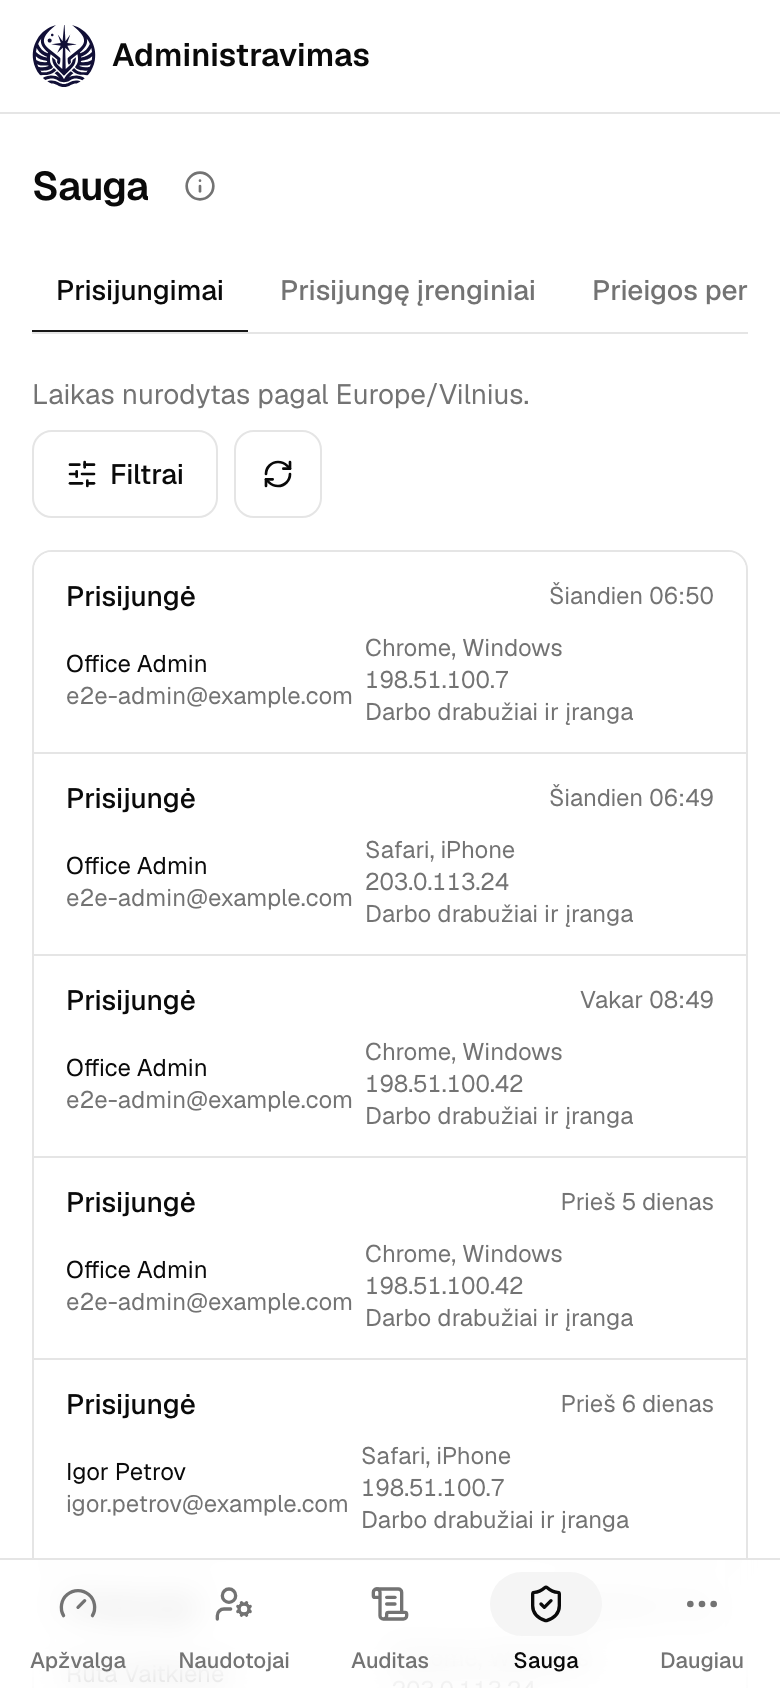 Administravimas
Sauga
Prisijungimai Prisijungę įrenginiai Prieigos per
Laikas nurodytas pagal Europe/Vilnius.
Filtrai
Prisijungė Šiandien 06:50
Office Admin
e2e-admin@example.com
Chrome, Windows
198.51.100.7
Darbo drabužiai ir įranga
Prisijungė Šiandien 06:49
Office Admin
e2e-admin@example.com
Safari, iPhone
203.0.113.24
Darbo drabužiai ir įranga
Prisijungė Vakar 08:49
Office Admin
e2e-admin@example.com
Chrome, Windows
198.51.100.42
Darbo drabužiai ir įranga
Prisijungė Prieš 5 dienas
Office Admin
e2e-admin@example.com
Chrome, Windows
198.51.100.42
Darbo drabužiai ir įranga
Prisijungė Prieš 6 dienas
Igor Petrov
igor.petrov@example.com
Safari, iPhone
198.51.100.7
Darbo drabužiai ir įranga
Apžvalga Naudotojai Auditas Sauga Daugiau